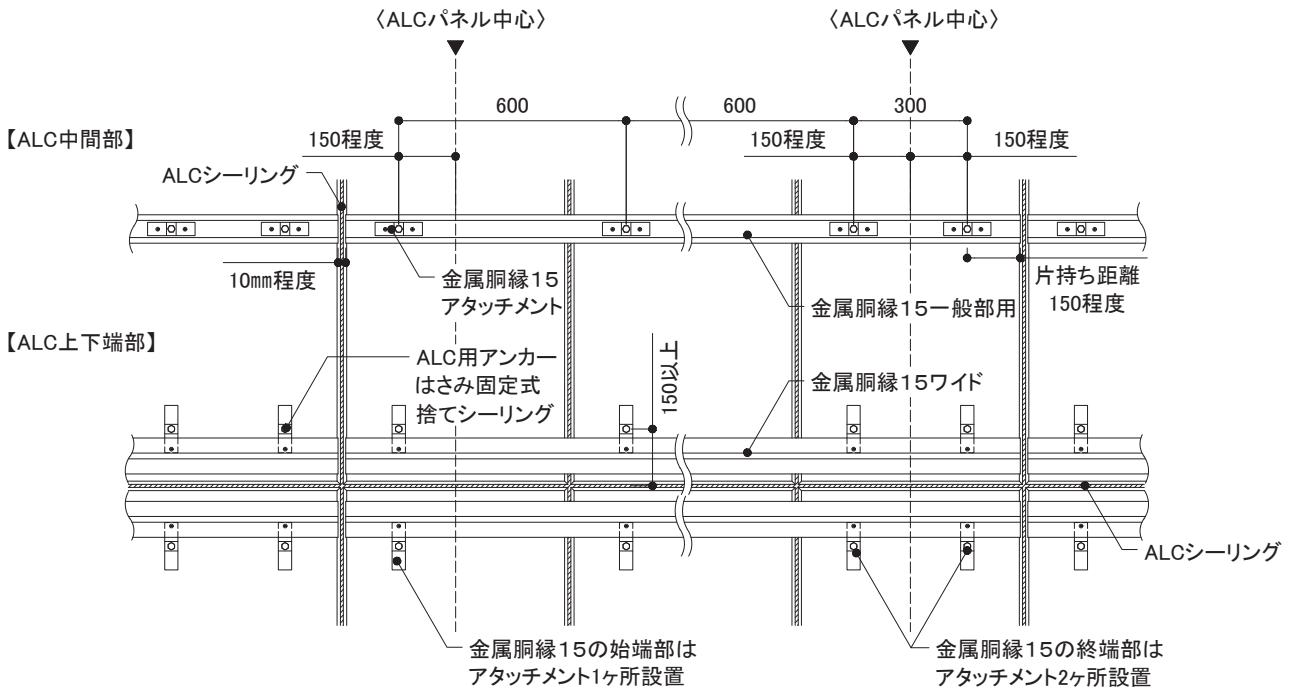 〈ALCパネル中心〉
〈ALCパネル中心〉
600
600
300
【ALC中間部】
150程度
150程度
150程度
ALCシーリング
10mm程度
金属胴縁15
アタッチメント
金属胴縁15一般部用
片持ち距離
150程度
【ALC上下端部】
ALC用アンカー
はさみ固定式
捨てシーリング
150以上
金属胴縁15ワイド
ALCシーリング
金属胴縁15の始端部は
アタッチメント1ヶ所設置
金属胴縁15の終端部は
アタッチメント2ヶ所設置